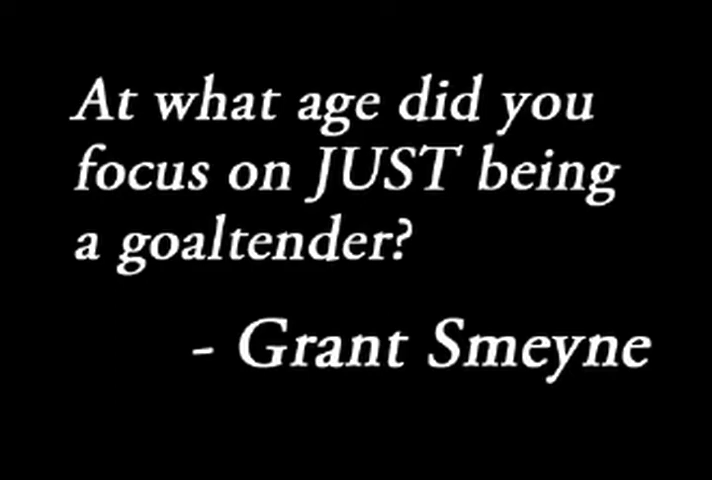 At what age did you
focus on JUST being
a goaltender?
- Grant Smeyne